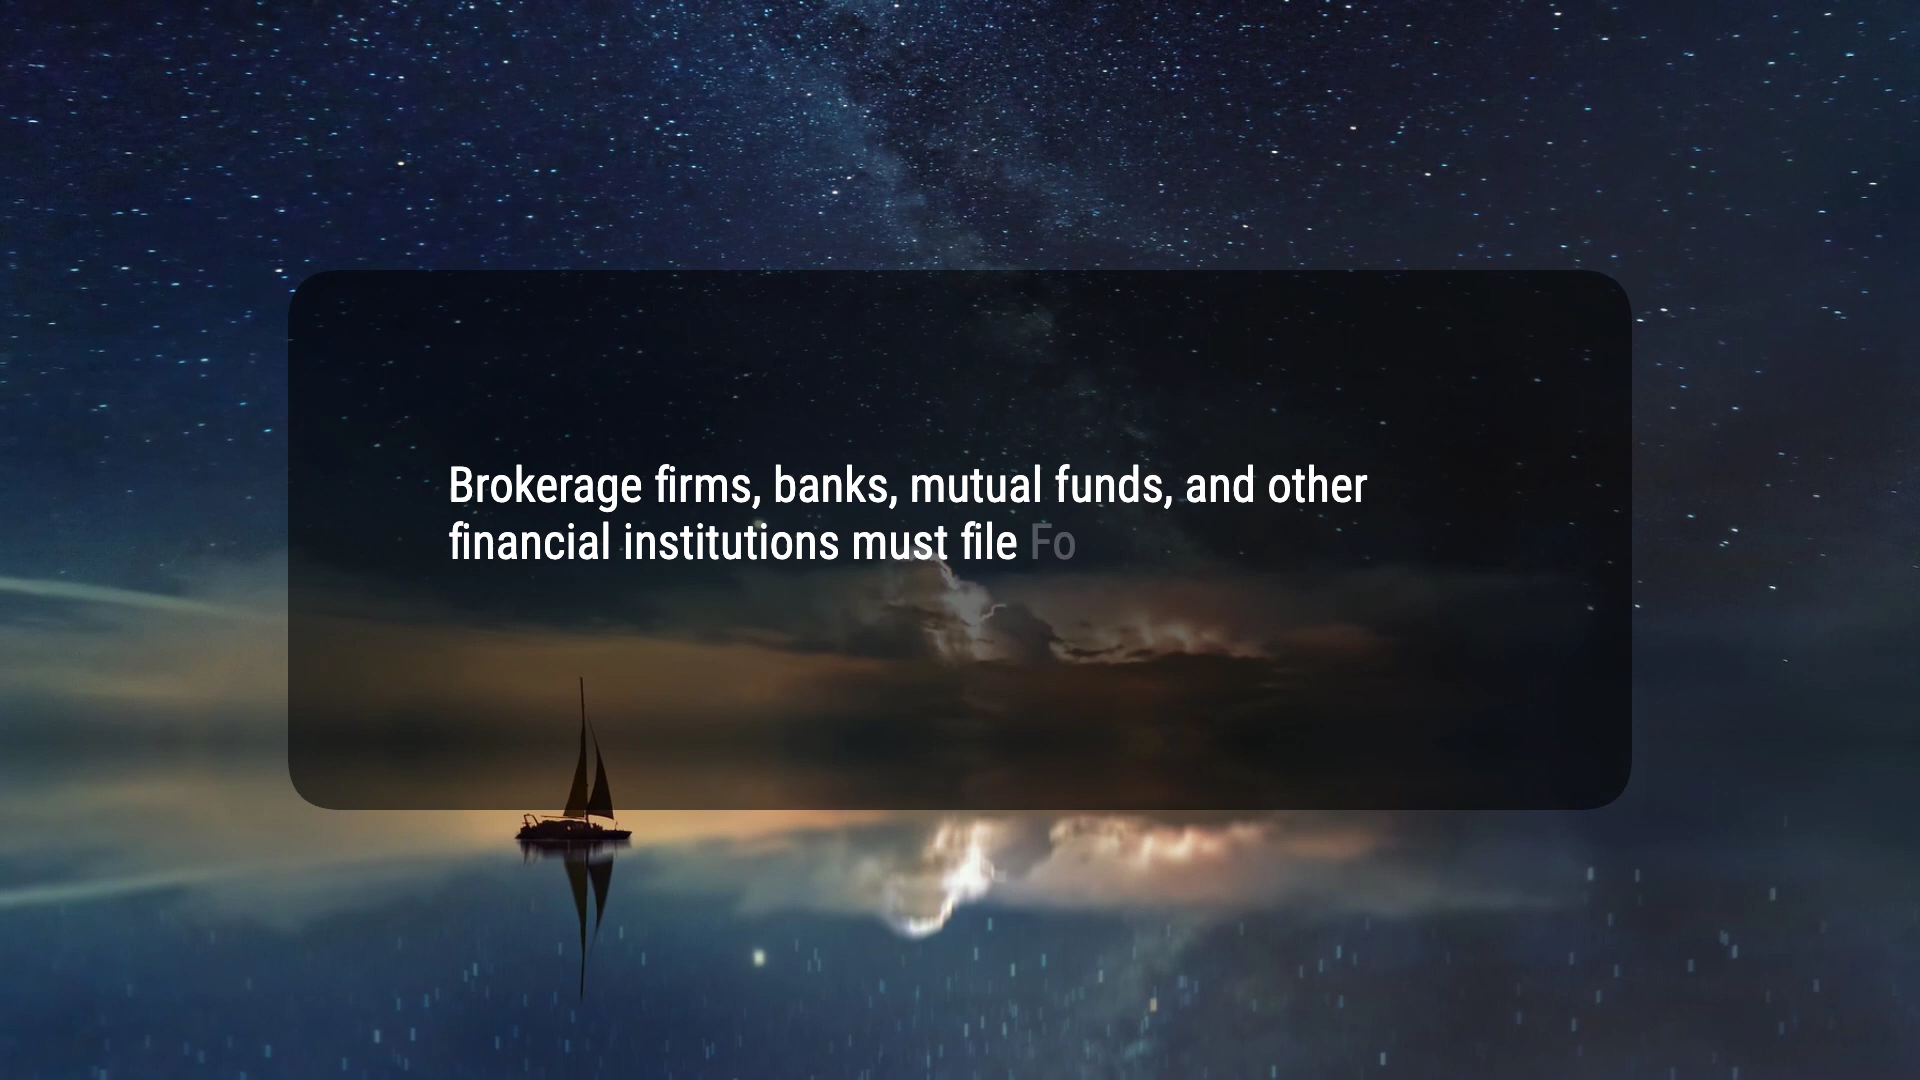 Brokerage firms, banks, mutual funds, and other
financial institutions must file Fo